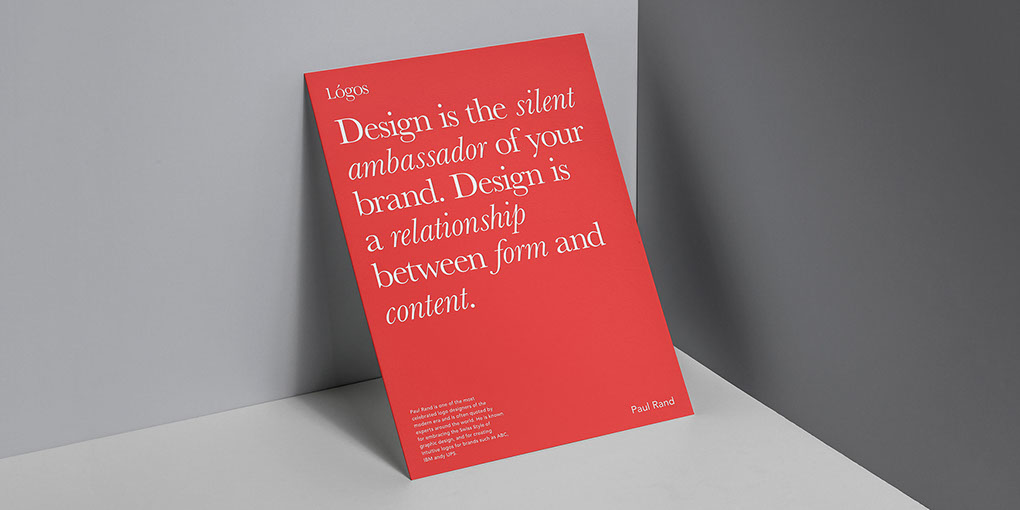 Lógos
Design is the silent
ambassador of your
brand. Design is
a relationship
between form and
content.
Paul Rand is one of the most
celebrated logo designers of the
modern era and is often quoted by
experts around the world. He is known
for embracing the Swiss Style of
graphic design, and for creating
intuitive logos for brands such as ABC,
IBM andy UPS.
Paul Rand